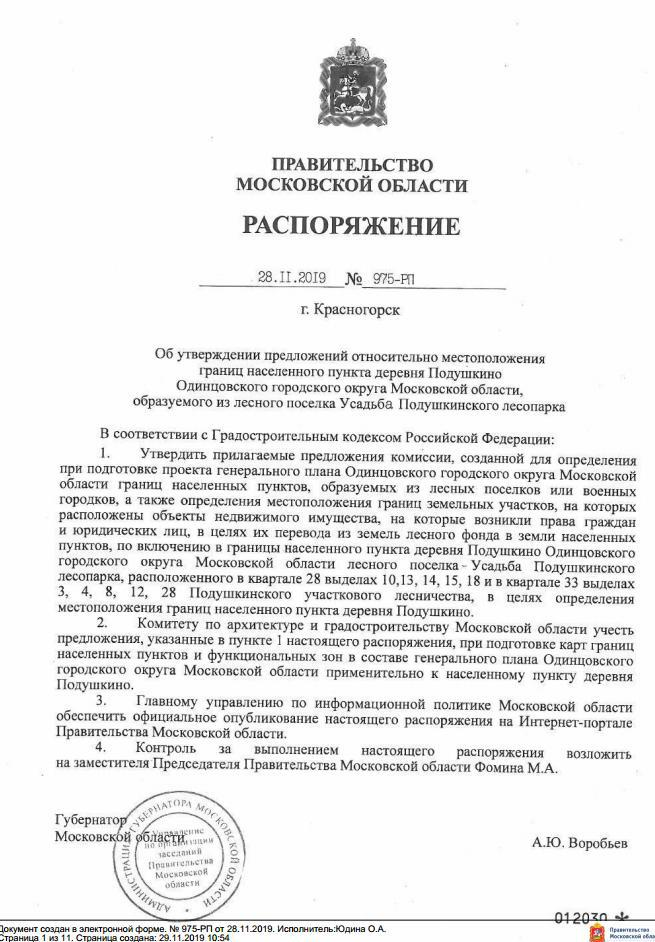 ПРАВИТЕЛЬСТВО
МОСКОВСКОЙ ОБЛАСТИ
РАСПОРЯЖЕНИЕ
28.II.2019 № 975-РП
г. Красногорск
Об утверждении предложений относительно местоположения
границ населенного пункта деревня Подушкино
Одинцовского городского округа Московской области,
образуемого из лесного поселка Усадьба Подушкинского лесопарка
В соответствии с Градостроительным кодексом Российской Федерации:
1. Утвердить прилагаемые предложения комиссии, созданной для определения
при подготовке проекта генерального плана Одинцовского городского округа Московской
области границ населенных пунктов, образуемых из лесных поселков или военных
городков, а также определения местоположения границ земельных участков, на которых
расположены объекты недвижимого имущества, на которые возникли права граждан
и юридических лиц, в целях их перевода из земель лесного фонда в земли населенных
пунктов, по включению в границы населенного пункта деревня Подушкино Одинцовского
городского округа Московской области лесного поселка - Усадьба Подушкинского
лесопарка, расположенного в квартале 28 выделах 10,13, 14, 15, 18 и в квартале 33 выделах
3, 4, 8, 12, 28 Подушкинского участкового лесничества, в целях определения
местоположения границ населенного пункта деревня Подушкино.
2. Комитету по архитектуре и градостроительству Московской области учесть
предложения, указанные в пункте 1 настоящего распоряжения, при подготовке карт границ
населенных пунктов и функциональных зон в составе генерального плана Одинцовского
городского округа Московской области применительно к населенному пункту деревня
Подушкино.
3. Главному управлению по информационной политике Московской области
обеспечить официальное опубликование настоящего распоряжения на Интернет-портале
Правительства Московской области.
4. Контроль за выполнением настоящего распоряжения возложить
на заместителя Председателя Правительства Московской области Фомина М.А.
Губернатор
Московской области
А.Ю. Воробьев
АДМИНИСТРАЦИЯ ГУБЕРНАТОРА МОСКОВСКОЙ ОБЛАСТИ
Управление
по организации
заседаний
Правительства
Московской
области
012030 *
Документ создан в электронной форме. № 975-РП от 28.11.2019. Исполнитель:Юдина О.А.
Страница 1 из 11. Страница создана: 29.11.2019 10:54
Правительство
Московской обла